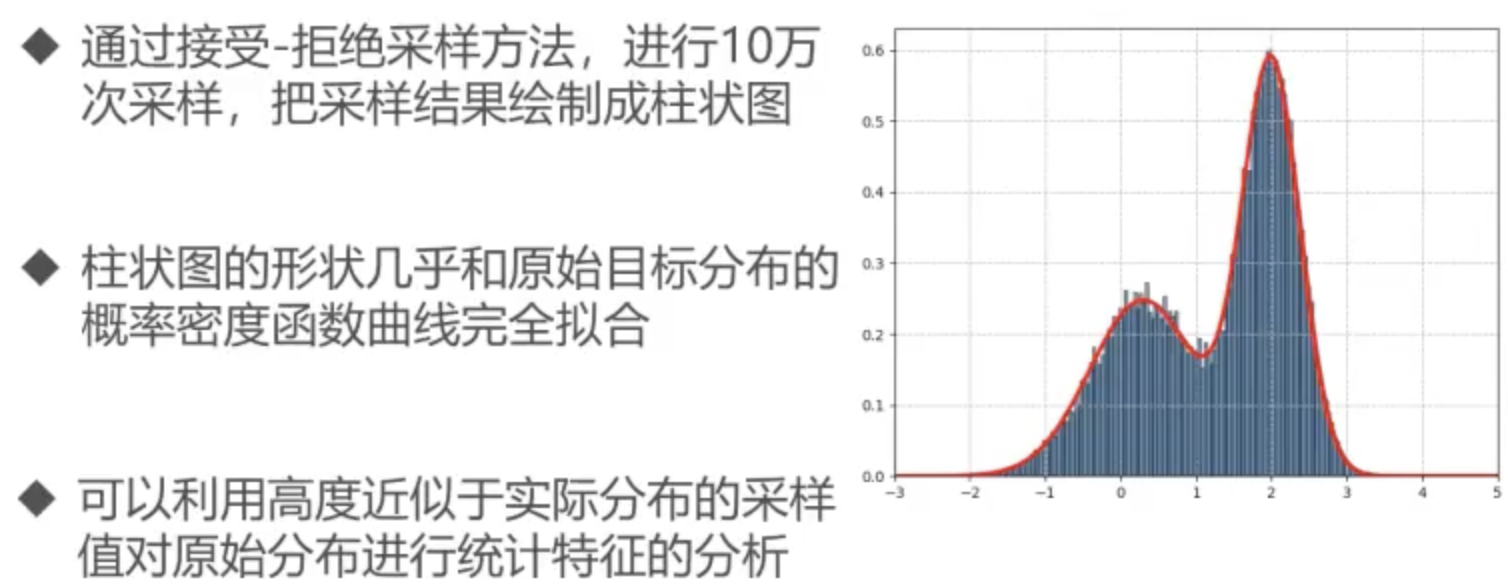 通过接受-拒绝采样方法，进行10万
次采样，把采样结果绘制成柱状图
柱状图的形状几乎和原始目标分布的
概率密度函数曲线完全拟合
可以利用高度近似于实际分布的采样
值对原始分布进行统计特征的分析
0.6
0.5
0.4
0.3
0.2
0.1
0.0
−3 −2 −1 0 1 2 3 4 5